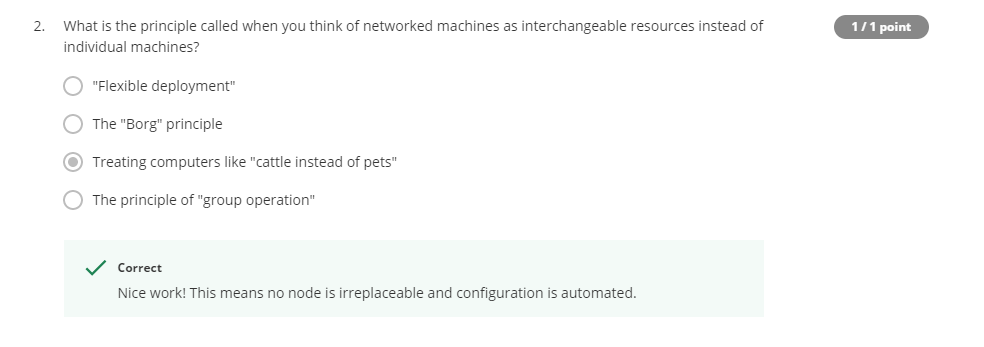 2. What is the principle called when you think of networked machines as interchangeable resources instead of 1 / 1 point
individual machines?
"Flexible deployment"
The "Borg" principle
Treating computers like "cattle instead of pets"
The principle of "group operation"
Correct
Nice work! This means no node is irreplaceable and configuration is automated.